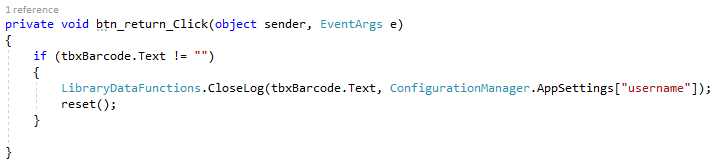 1 reference
private void btn_return_Click(object sender, EventArgs e)
{
if (tbxBarcode.Text != "")
{
LibraryDataFunctions.CloseLog(tbxBarcode.Text, ConfigurationManager.AppSettings["username"]);
reset();
}
}